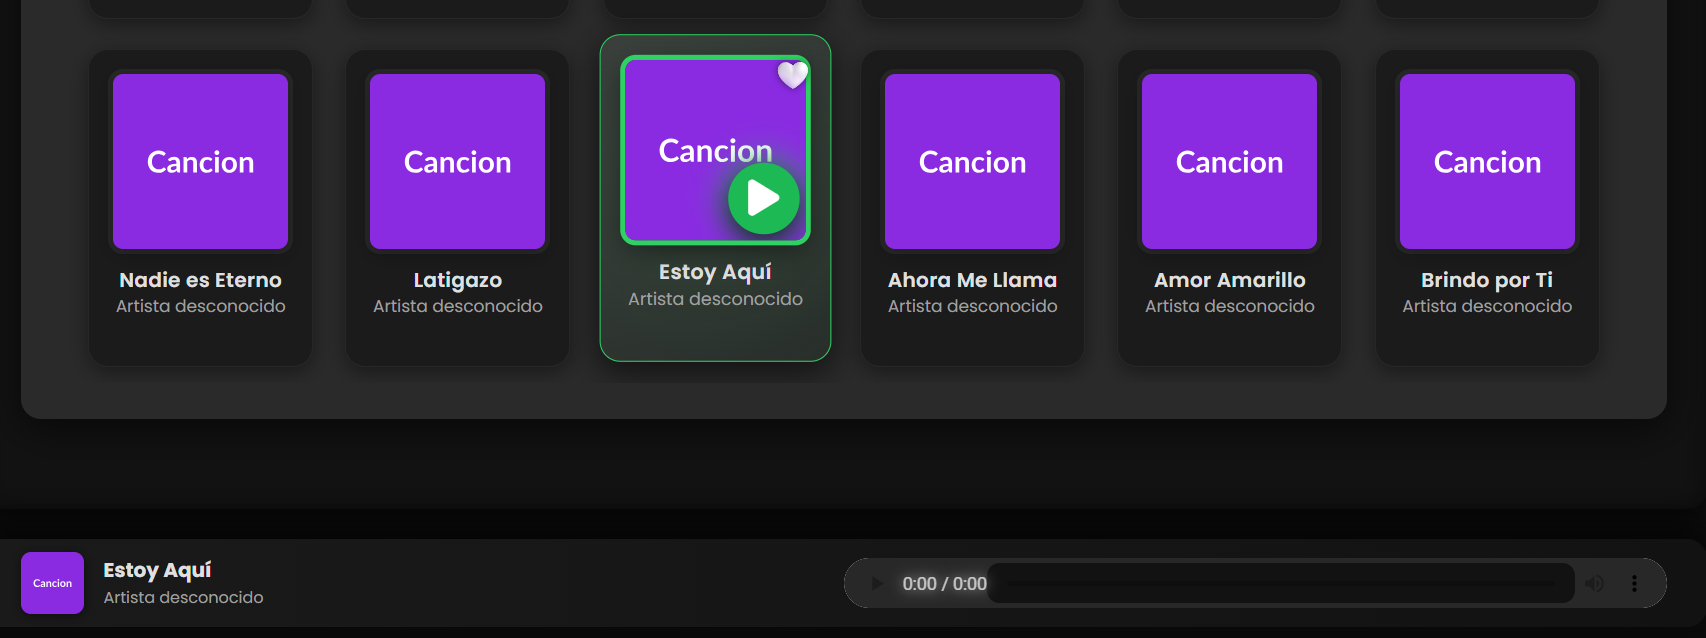 Cancion
Nadie es Eterno
Artista desconocido
Cancion
Latigazo
Artista desconocido
Cancion
Estoy Aquí
Artista desconocido
Cancion
Ahora Me Llama
Artista desconocido
Cancion
Amor Amarillo
Artista desconocido
Cancion
Brindo por Ti
Artista desconocido
Cancion
Estoy Aquí
Artista desconocido
0:00 / 0:00